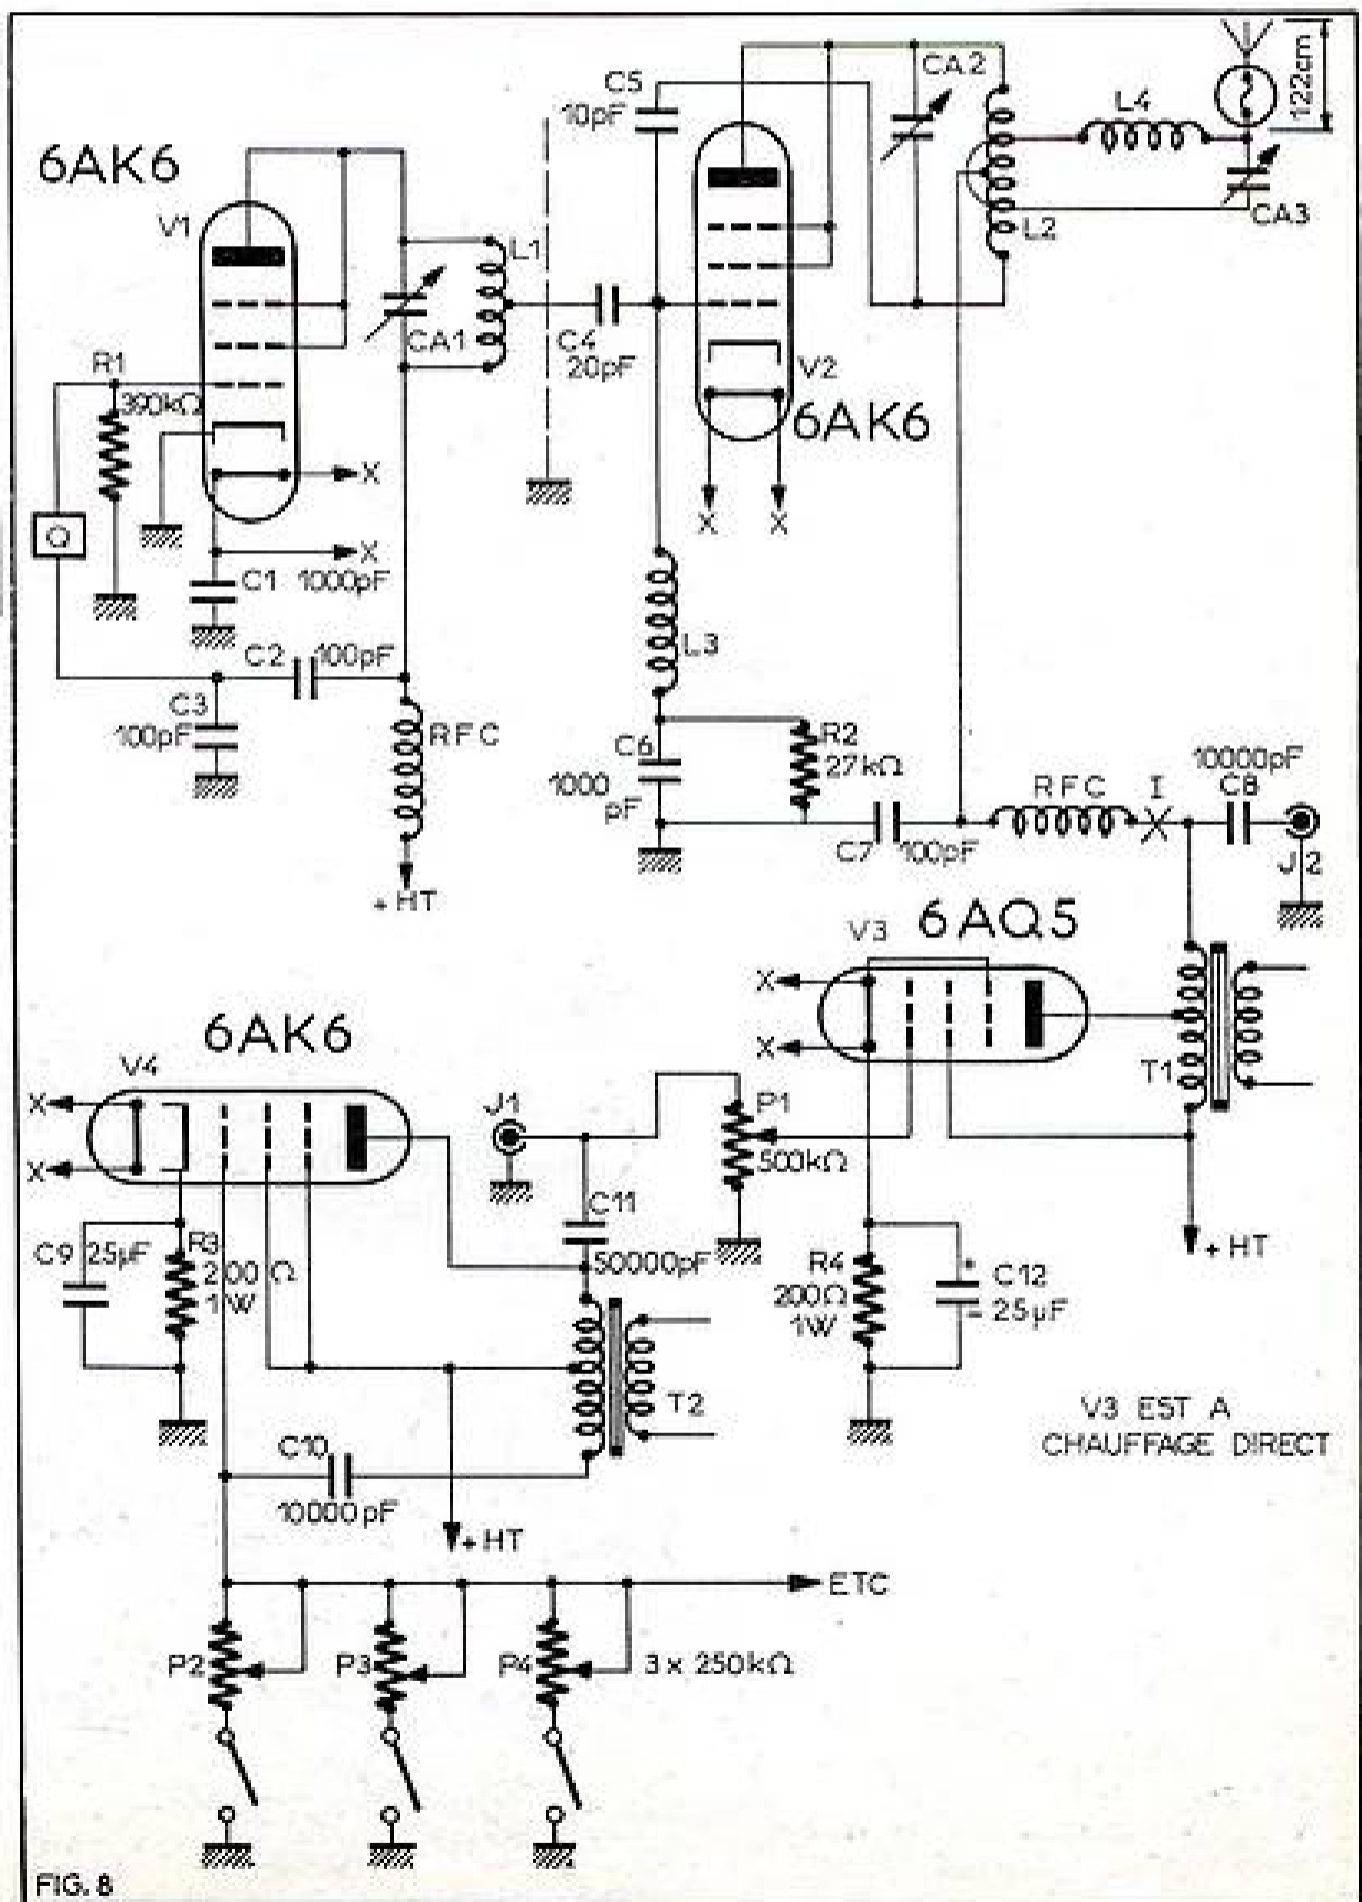 6AK6
V1
C5
10pF
CA2
L4
122cm
CA3
L2
L1
CA1
C4
20pF
V2
6AK6
R1
390kΩ
X
X
X
X
Q
C1 1000pF
C2 100pF
C3
100pF
RFC
+ HT
L3
C6
1000
pF
R2
27kΩ
C7 100pF
RFC
I
10000pF
C8
J2
V3
6AQ5
X
X
T1
+ HT
6AK6
V4
X
X
J1
P1
500kΩ
C11
50000pF
C9 25µF
R3
200 Ω
1W
R4
200Ω
1W
+
C12
- 25µF
T2
C10
10000pF
+ HT
V3 EST A
CHAUFFAGE DIRECT
ETC
P2
P3
P4
3 x 250kΩ
FIG. 8